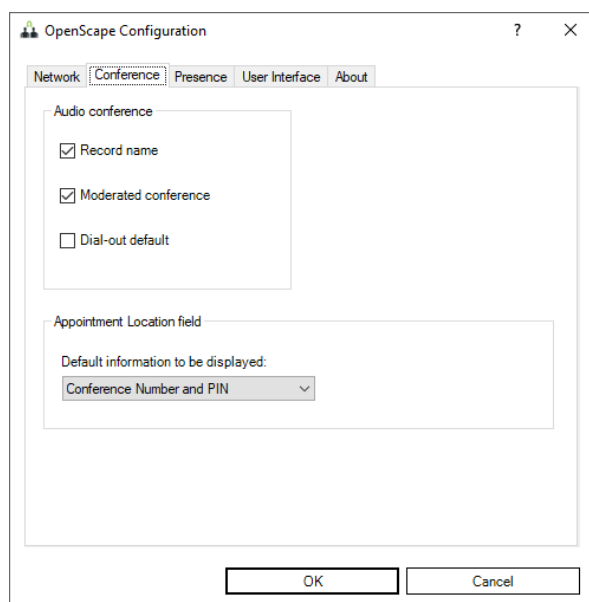 OpenScape Configuration
?
Network Conference Presence User Interface About
Audio conference
Record name
Moderated conference
Dial-out default
Appointment Location field
Default information to be displayed:
Conference Number and PIN
OK Cancel